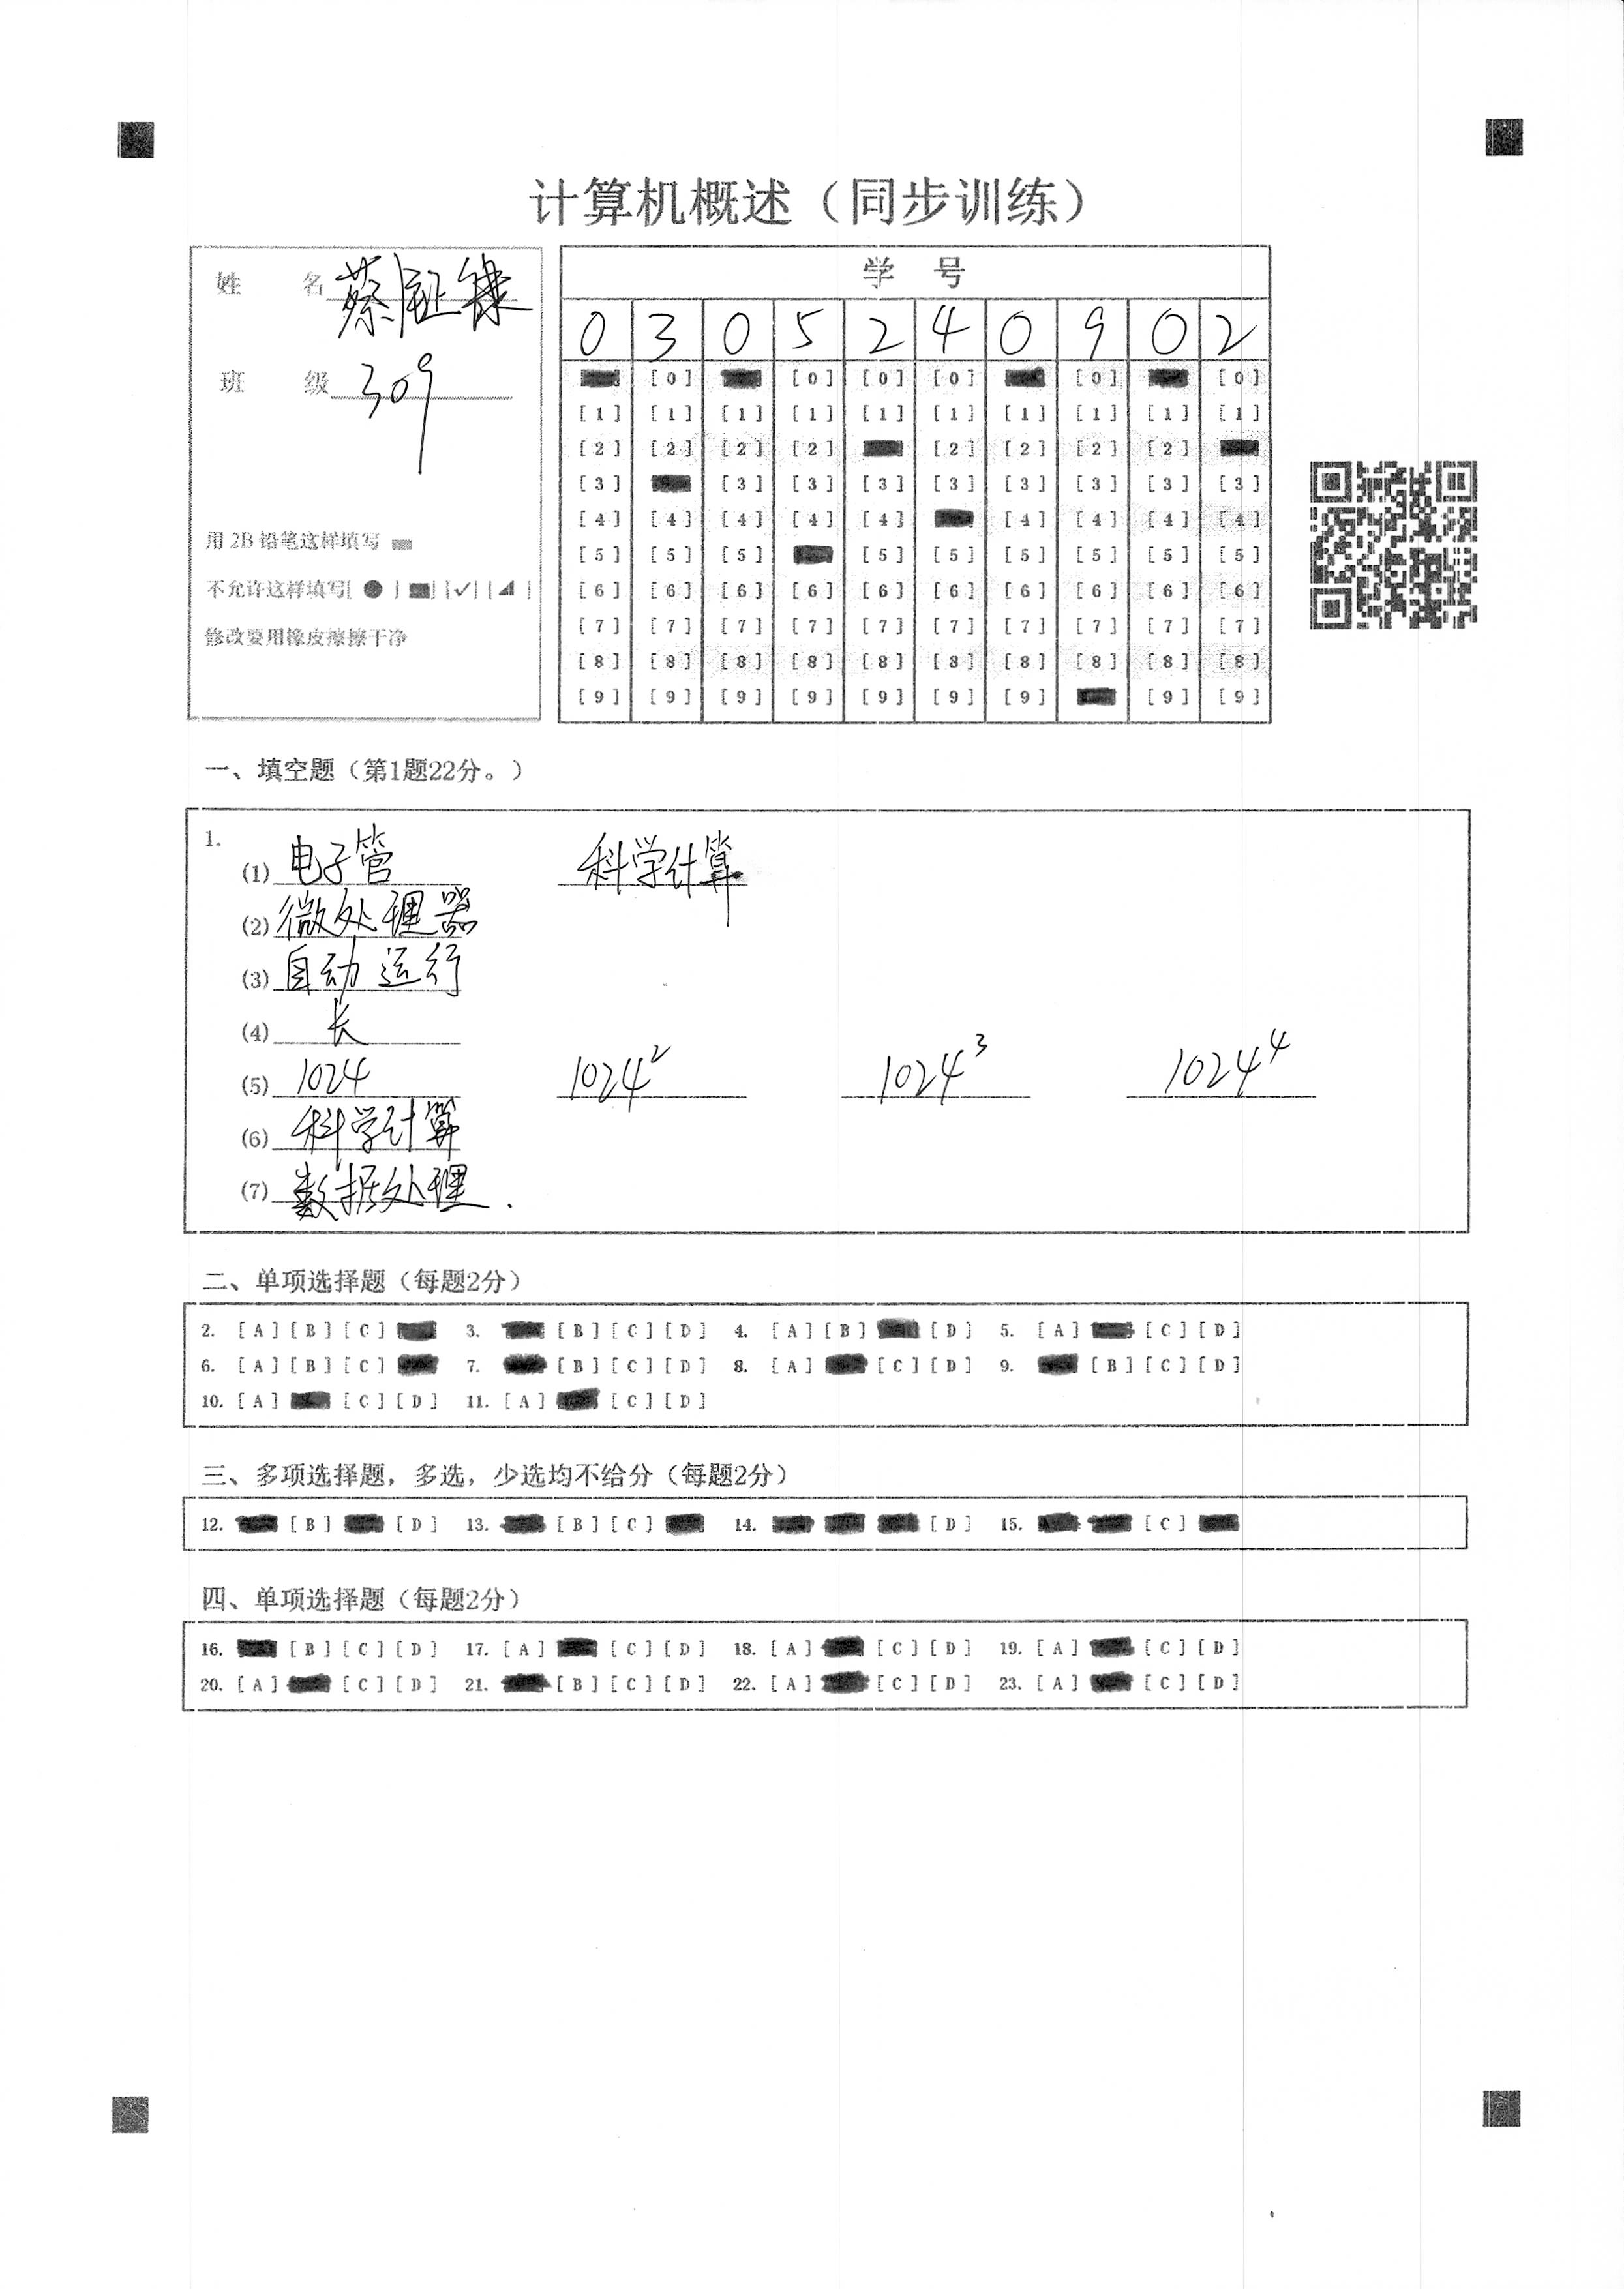 计算机概述（同步训练）
姓 名 蔡
班 级 309
用 2B 铅笔这样填写
不允许这样填写[ ● ] [ ■ ] [ ✓ ] [ ◢ ]
修改要用橡皮擦擦干净
学 号
0 3 0 5 2 4 0 9 0 2
[0] [0] [0] [0] [0] [0]
[1] [1] [1] [1] [1] [1] [1] [1] [1] [1]
[2] [2] [2] [2] [2] [2] [2] [2]
[3] [3] [3] [3] [3] [3] [3] [3] [3]
[4] [4] [4] [4] [4] [4] [4] [4] [4]
[5] [5] [5] [5] [5] [5] [5] [5] [5]
[6] [6] [6] [6] [6] [6] [6] [6] [6] [6]
[7] [7] [7] [7] [7] [7] [7] [7] [7] [7]
[8] [8] [8] [8] [8] [8] [8] [8] [8] [8]
[9] [9] [9] [9] [9] [9] [9] [9] [9]
一、填空题（第1题22分。）
1.
(1) 电子管 科学计算
(2) 微处理器
(3) 自动运行
(4) 长
(5) 1024 1024² 1024³ 1024⁴
(6) 科学计算
(7) 数据处理.
二、单项选择题（每题2分）
2. [A] [B] [C] 3. [B] [C] [D] 4. [A] [B] [D] 5. [A] [C] [D]
6. [A] [B] [C] 7. [B] [C] [D] 8. [A] [C] [D] 9. [B] [C] [D]
10. [A] [C] [D] 11. [A] [C] [D]
三、多项选择题，多选，少选均不给分（每题2分）
12. [B] [D] 13. [B] [C] 14. [D] 15. [C]
四、单项选择题（每题2分）
16. [B] [C] [D] 17. [A] [C] [D] 18. [A] [C] [D] 19. [A] [C] [D]
20. [A] [C] [D] 21. [B] [C] [D] 22. [A] [C] [D] 23. [A] [C] [D]